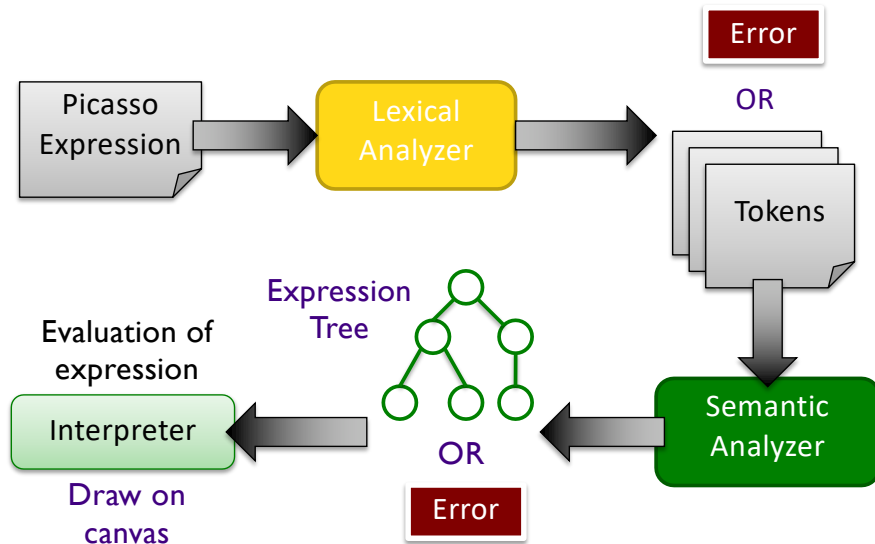 Picasso
Expression
Lexical
Analyzer
Error
OR
Tokens
Semantic
Analyzer
Expression
Tree
OR
Error
Evaluation of
expression
Interpreter
Draw on
canvas